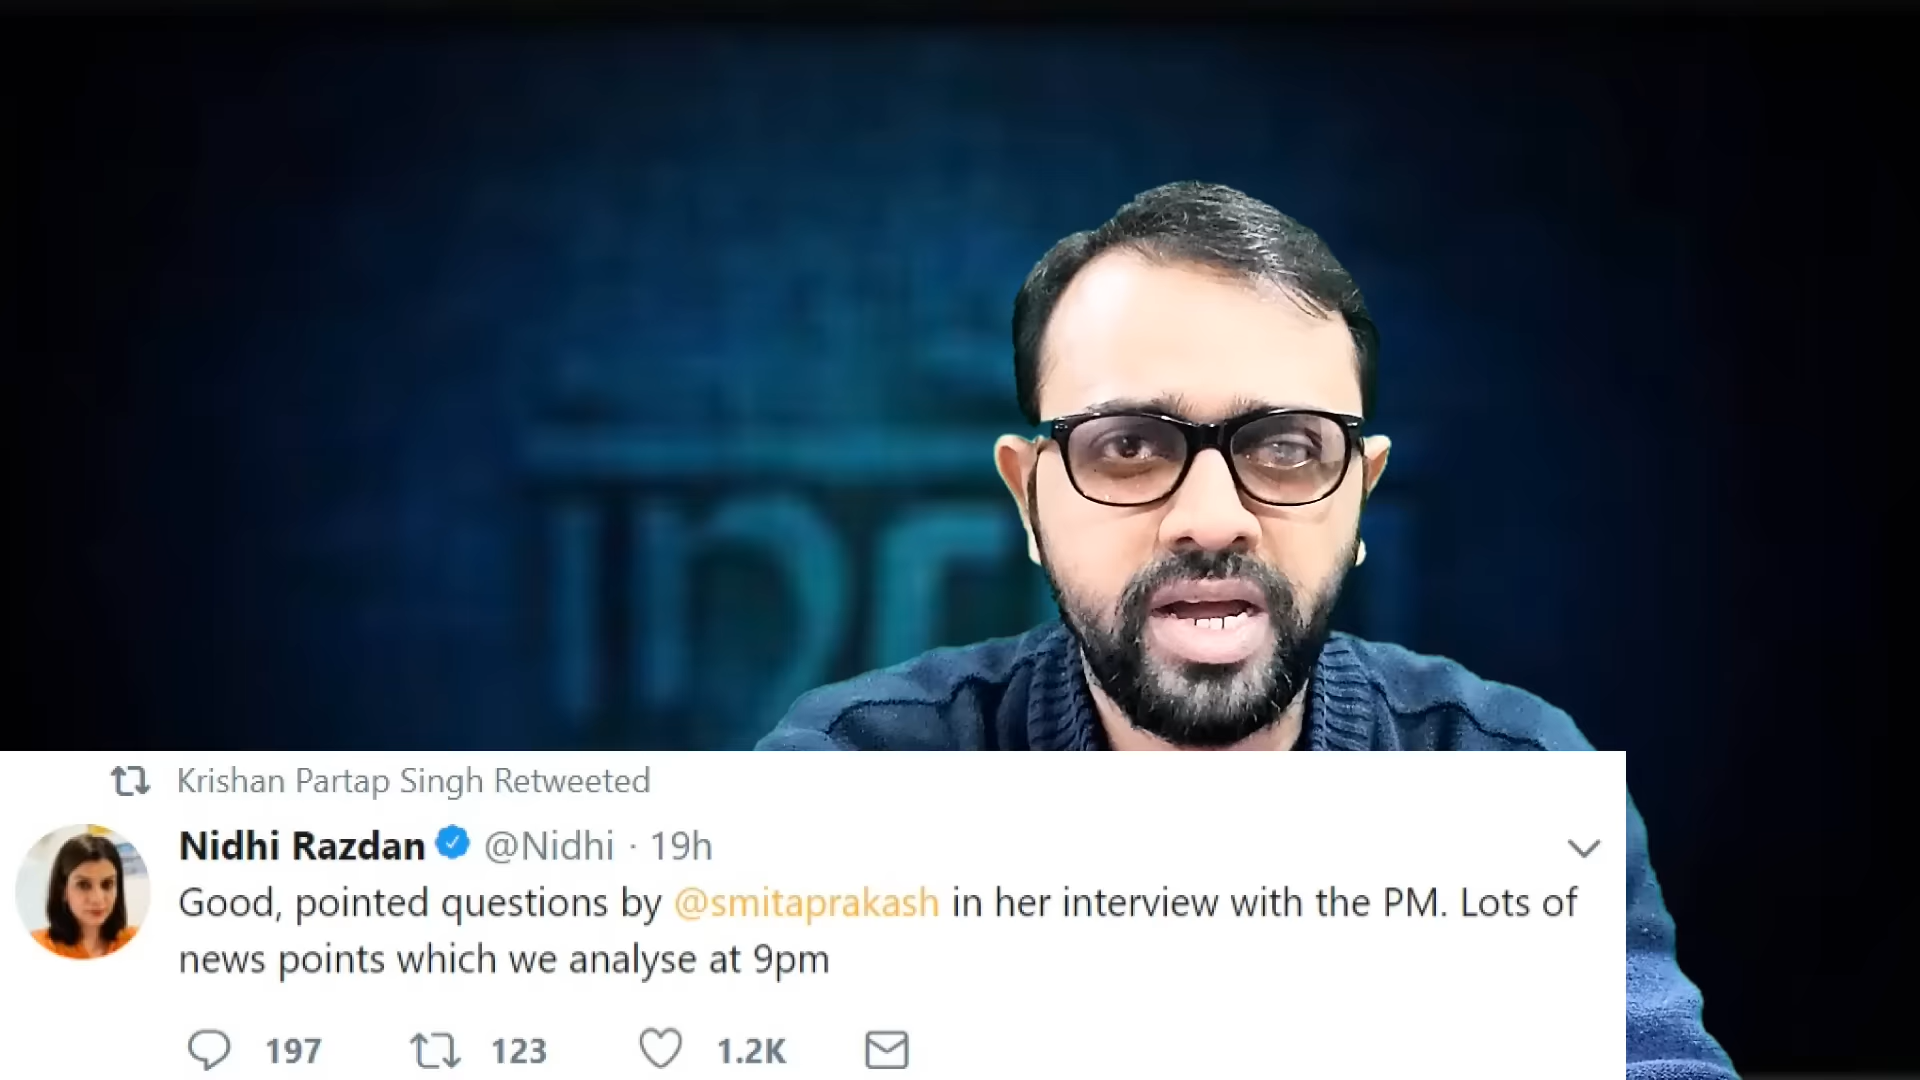 Krishan Partap Singh Retweeted
Nidhi Razdan @Nidhi · 19h
Good, pointed questions by @smitaprakash in her interview with the PM. Lots of
news points which we analyse at 9pm
197 123 1.2K